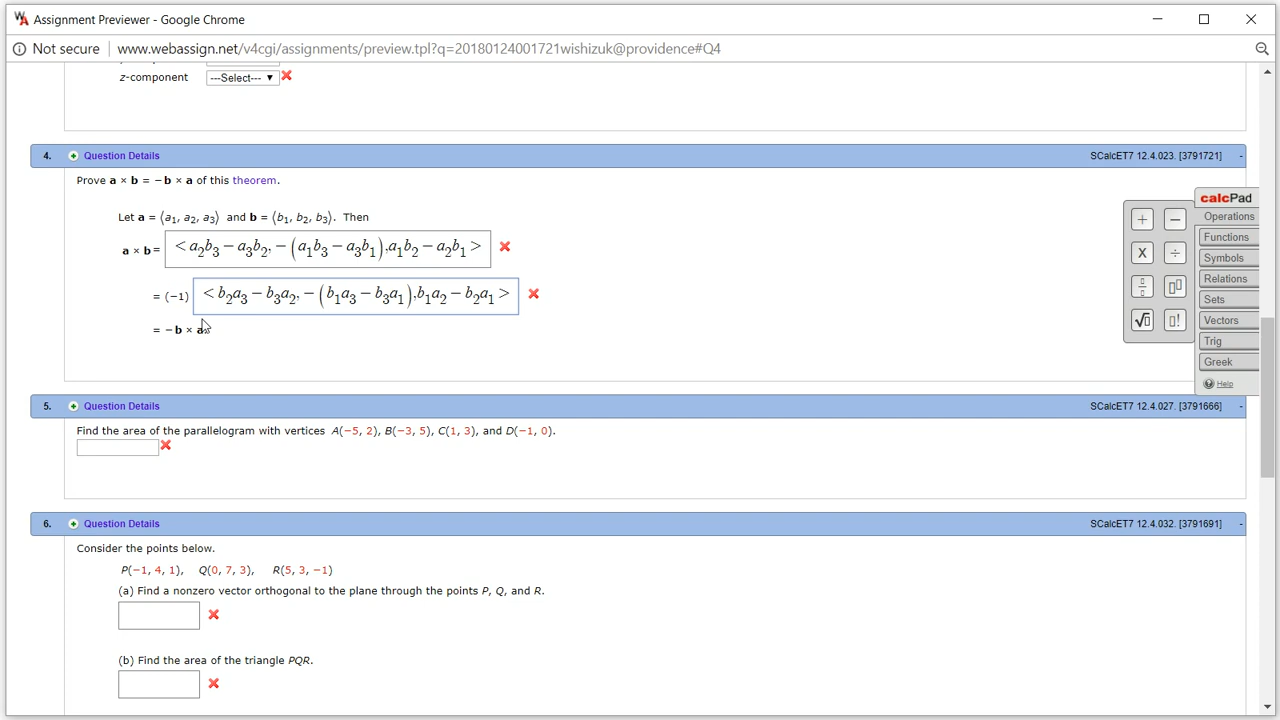 Assignment Previewer - Google Chrome
Not secure | www.webassign.net/v4cgi/assignments/preview.tpl?q=20180124001721wishizuk@providence#Q4
z-component ---Select---
4. Question Details SCalcET7 12.4.023. [3791721] -
Prove a × b = −b × a of this theorem.
Let a = ⟨a₁, a₂, a₃⟩ and b = ⟨b₁, b₂, b₃⟩. Then
a × b = < a₂b₃ − a₃b₂, − (a₁b₃ − a₃b₁),a₁b₂ − a₂b₁ >
= (−1) < b₂a₃ − b₃a₂, − (b₁a₃ − b₃a₁),b₁a₂ − b₂a₁ >
= −b × a
calcPad
Operations
Functions
Symbols
Relations
Sets
Vectors
Trig
Greek
Help
+ −
X ÷
√ !
5. Question Details SCalcET7 12.4.027. [3791666] -
Find the area of the parallelogram with vertices A(−5, 2), B(−3, 5), C(1, 3), and D(−1, 0).
6. Question Details SCalcET7 12.4.032. [3791691] -
Consider the points below.
P(−1, 4, 1), Q(0, 7, 3), R(5, 3, −1)
(a) Find a nonzero vector orthogonal to the plane through the points P, Q, and R.
(b) Find the area of the triangle PQR.